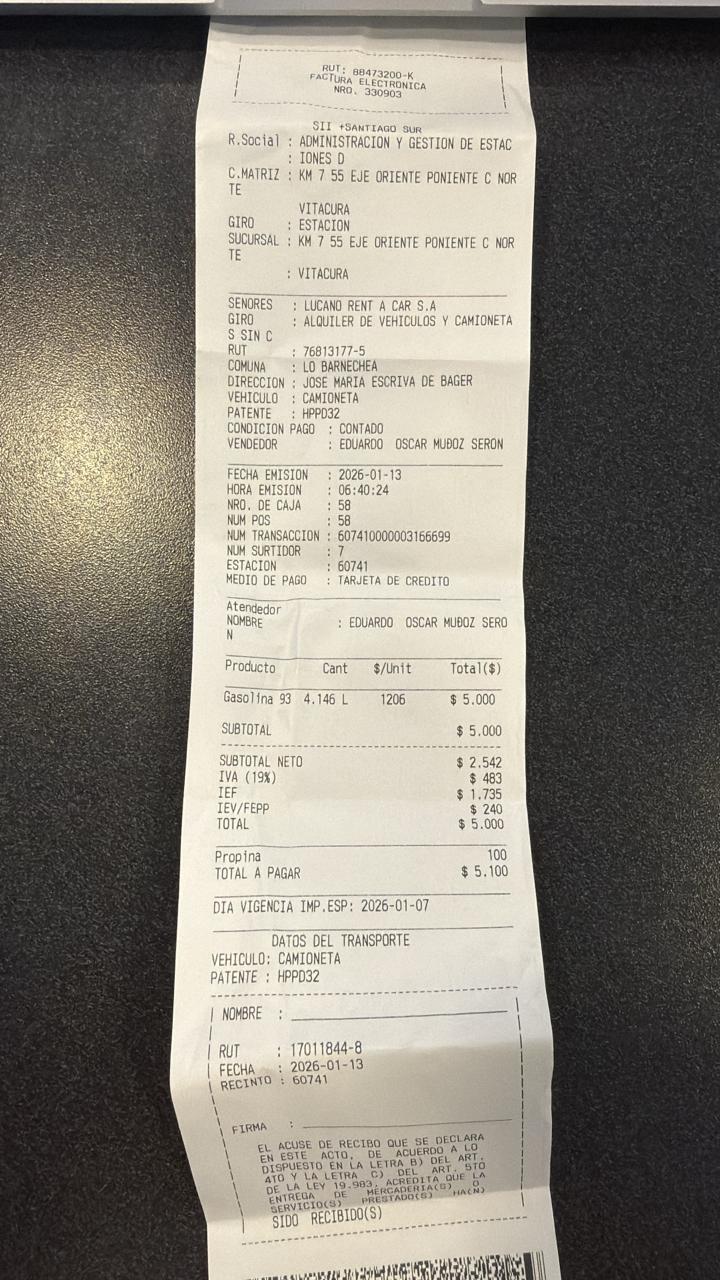 RUT: 88473200-K
FACTURA ELECTRONICA
NRO. 330903
SII +SANTIAGO SUR
R.Social : ADMINISTRACION Y GESTION DE ESTAC
: IONES D
C.MATRIZ : KM 7 55 EJE ORIENTE PONIENTE C NOR
TE
VITACURA
GIRO : ESTACION
SUCURSAL : KM 7 55 EJE ORIENTE PONIENTE C NOR
TE
: VITACURA
SENORES : LUCANO RENT A CAR S.A
GIRO : ALQUILER DE VEHICULOS Y CAMIONETA
S SIN C
RUT : 76813177-5
COMUNA : LO BARNECHEA
DIRECCION : JOSE MARIA ESCRIVA DE BAGER
VEHICULO : CAMIONETA
PATENTE : HPPD32
CONDICION PAGO : CONTADO
VENDEDOR : EDUARDO OSCAR MUÐOZ SERON
FECHA EMISION : 2026-01-13
HORA EMISION : 06:40:24
NRO. DE CAJA : 58
NUM POS : 58
NUM TRANSACCION : 607410000003166699
NUM SURTIDOR : 7
ESTACION : 60741
MEDIO DE PAGO : TARJETA DE CREDITO
Atendedor
NOMBRE : EDUARDO OSCAR MUÐOZ SERO
N
Producto Cant $/Unit Total($)
Gasolina 93 4.146 L 1206 $ 5.000
SUBTOTAL $ 5.000
SUBTOTAL NETO $ 2.542
IVA (19%) $ 483
IEF $ 1.735
IEV/FEPP $ 240
TOTAL $ 5.000
Propina 100
TOTAL A PAGAR $ 5.100
DIA VIGENCIA IMP.ESP: 2026-01-07
DATOS DEL TRANSPORTE
VEHICULO: CAMIONETA
PATENTE : HPPD32
NOMBRE :
RUT : 17011844-8
FECHA : 2026-01-13
RECINTO : 60741
FIRMA :
EL ACUSE DE RECIBO QUE SE DECLARA
EN ESTE ACTO, DE ACUERDO A LO
DISPUESTO EN LA LETRA B) DEL ART.
4TO Y LA LETRA C) DEL ART. 5TO
DE LA LEY 19.983, ACREDITA QUE LA
ENTREGA DE MERCADERIA(S) O
SERVICIO(S) PRESTADO(S) HA(N)
SIDO RECIBIDO(S)